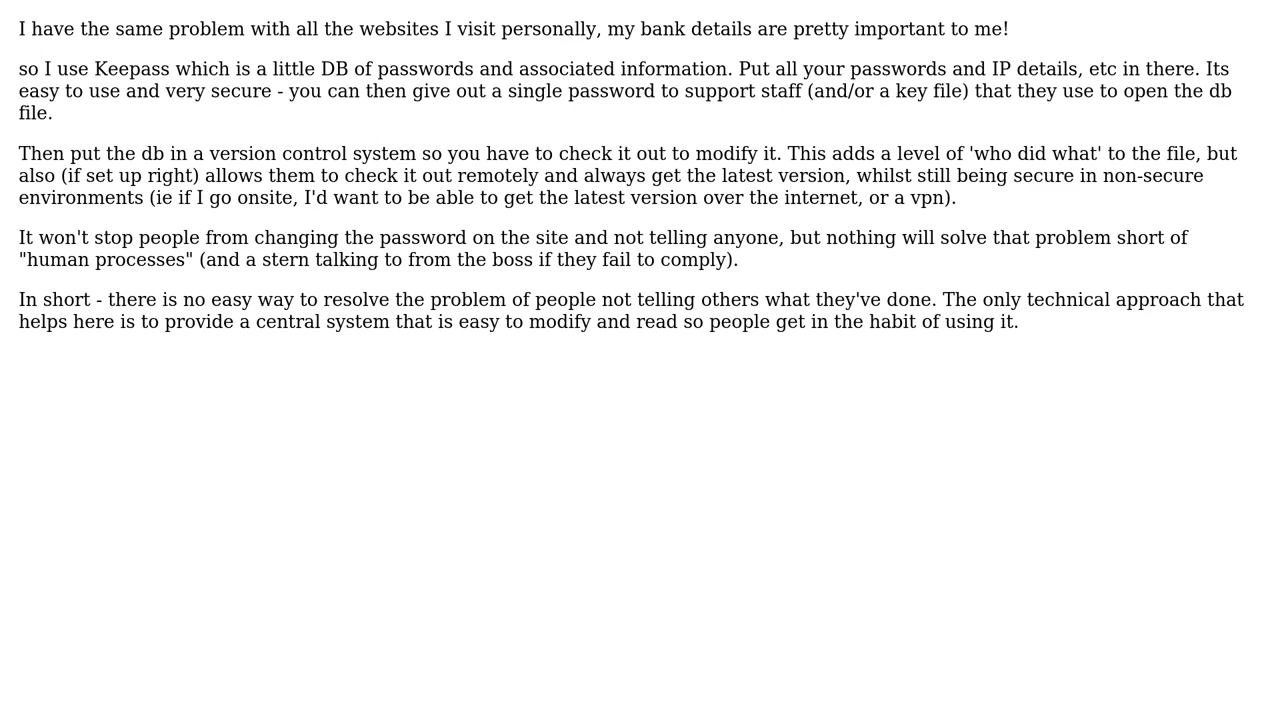 I have the same problem with all the websites I visit personally, my bank details are pretty important to me!
so I use Keepass which is a little DB of passwords and associated information. Put all your passwords and IP details, etc in there. Its
easy to use and very secure - you can then give out a single password to support staff (and/or a key file) that they use to open the db
file.
Then put the db in a version control system so you have to check it out to modify it. This adds a level of 'who did what' to the file, but
also (if set up right) allows them to check it out remotely and always get the latest version, whilst still being secure in non-secure
environments (ie if I go onsite, I'd want to be able to get the latest version over the internet, or a vpn).
It won't stop people from changing the password on the site and not telling anyone, but nothing will solve that problem short of
"human processes" (and a stern talking to from the boss if they fail to comply).
In short - there is no easy way to resolve the problem of people not telling others what they've done. The only technical approach that
helps here is to provide a central system that is easy to modify and read so people get in the habit of using it.